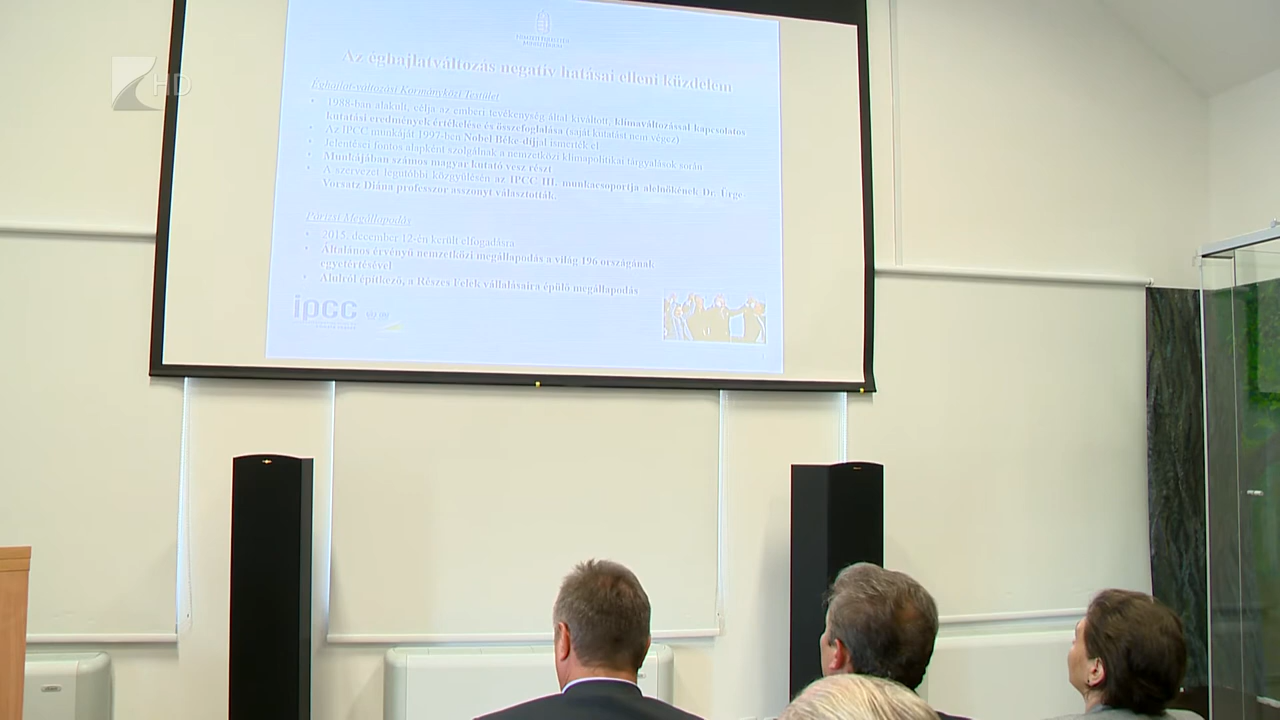 HD
NEMZETI FEJLESZTÉSI
MINISZTÉRIUM
Az éghajlatváltozás negatív hatásai elleni küzdelem
Éghajlat-változási Kormányközi Testület
• 1988-ban alakult, célja az emberi tevékenység által kiváltott, klímaváltozással kapcsolatos
kutatási eredmények értékelése és összefoglalása (saját kutatást nem végez)
• Az IPCC munkáját 1997-ben Nobel Béke-díjjal ismerték el
• Jelentései fontos alapként szolgálnak a nemzetközi klímapolitikai tárgyalások során
• Munkájában számos magyar kutató vesz részt
• A szervezet legutóbbi közgyűlésén az IPCC III. munkacsoportja alelnökének Dr. Ürge-
Vorsatz Diána professzor asszonyt választották.
Párizsi Megállapodás
• 2015. december 12-én került elfogadásra
• Általános érvényű nemzetközi megállapodás a világ 196 országának
egyetértésével
• Alulról építkező, a Részes Felek vállalásaira épülő megállapodás
ipcc